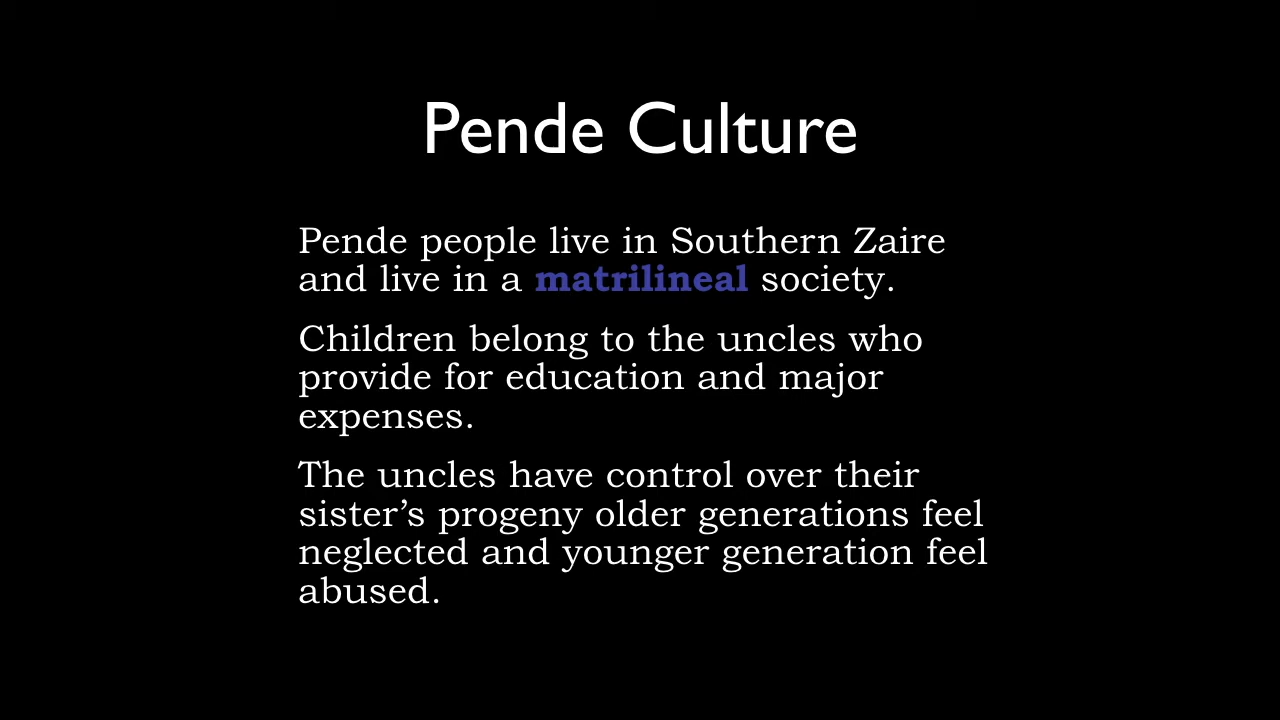 Pende Culture
Pende people live in Southern Zaire
and live in a matrilineal society.
Children belong to the uncles who
provide for education and major
expenses.
The uncles have control over their
sister’s progeny older generations feel
neglected and younger generation feel
abused.